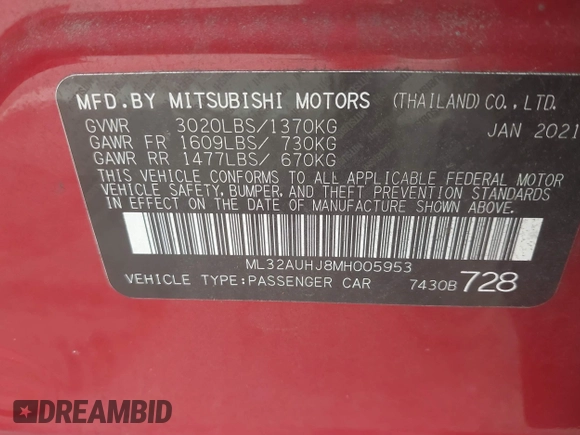 MFD.BY MITSUBISHI MOTORS (THAILAND)CO.,LTD.
GVWR 3020LBS/1370KG JAN 2021
GAWR FR 1609LBS/ 730KG
GAWR RR 1477LBS/ 670KG
THIS VEHICLE CONFORMS TO ALL APPLICABLE FEDERAL MOTOR
VEHICLE SAFETY, BUMPER, AND THEFT PREVENTION STANDARDS
IN EFFECT ON THE DATE OF MANUFACTURE SHOWN ABOVE.
ML32AUHJ8MH005953
VEHICLE TYPE:PASSENGER CAR 7430B 728
DREAMBID